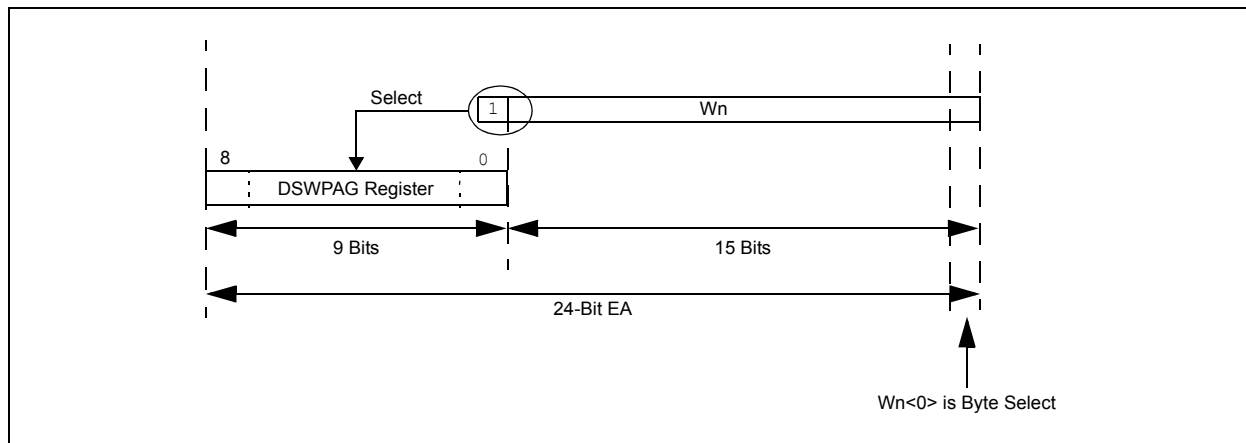 Select
1
Wn
8
0
DSWPAG Register
9 Bits
15 Bits
24-Bit EA
Wn<0> is Byte Select